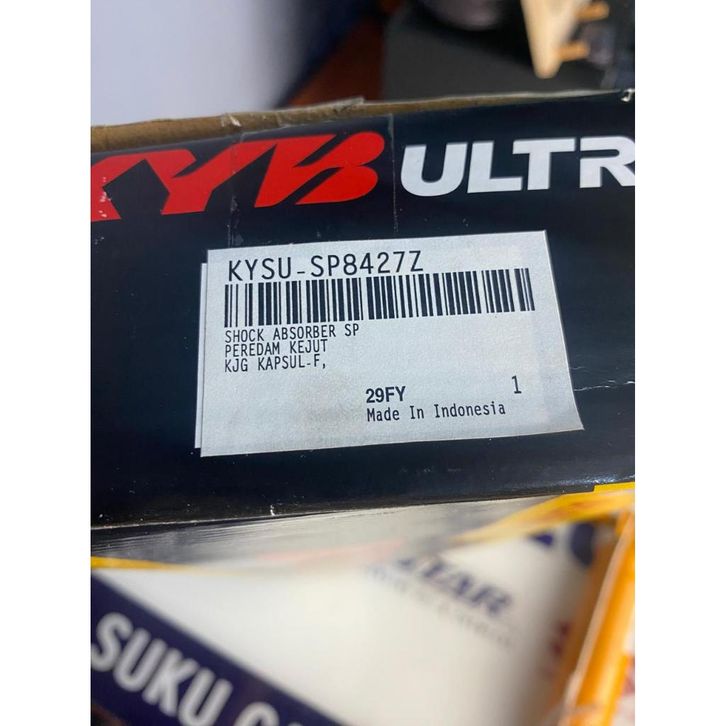 KYB ULTR
KYSU-SP8427Z
SHOCK ABSORBER SP
PEREDAM KEJUT
KJG KAPSUL-F,
29FY 1
Made In Indonesia
SUKU